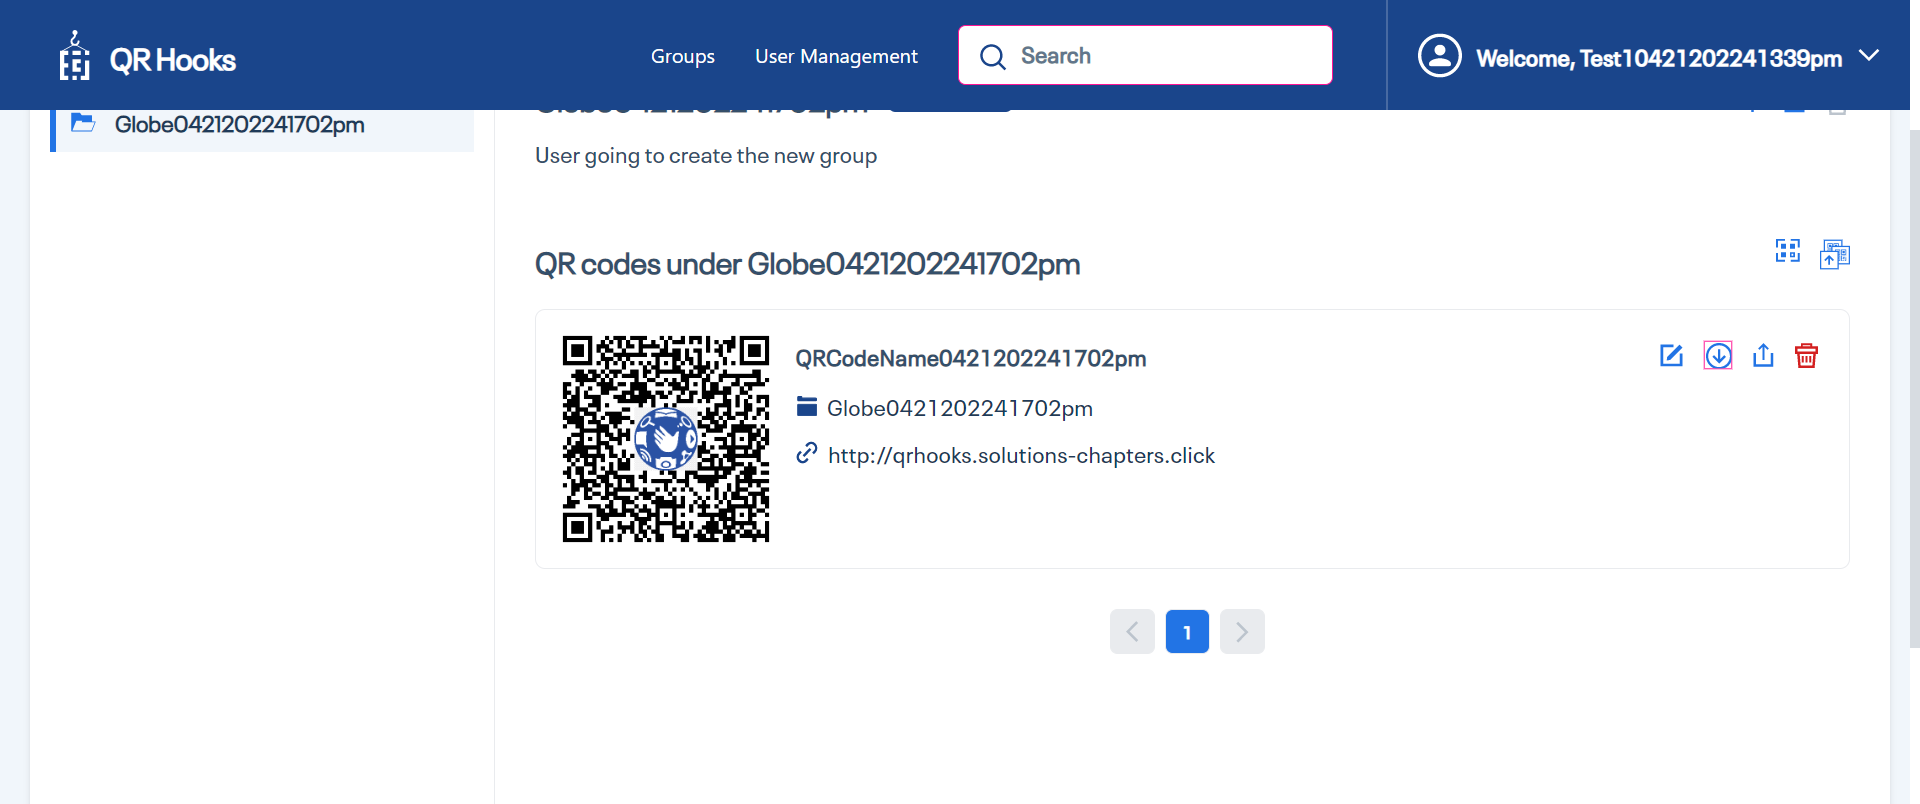 QR Hooks
Groups
User Management
Search
Welcome, Test10421202241339pm
Globe0421202241702pm
Globe0421202241702pm
User going to create the new group
QR codes under Globe0421202241702pm
QRCodeName0421202241702pm
Globe0421202241702pm
http://qrhooks.solutions-chapters.click
1